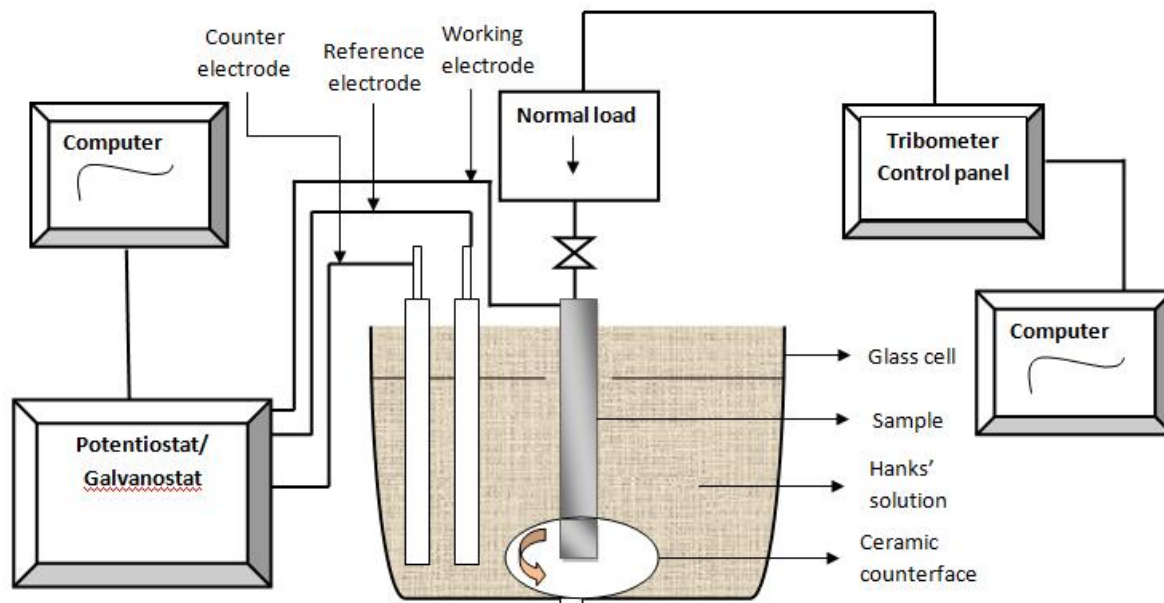 Counter
electrode
Reference
electrode
Working
electrode
Computer
Normal load
Tribometer
Control panel
Computer
Potentiostat/
Galvanostat
Glass cell
Sample
Hanks'
solution
Ceramic
counterface